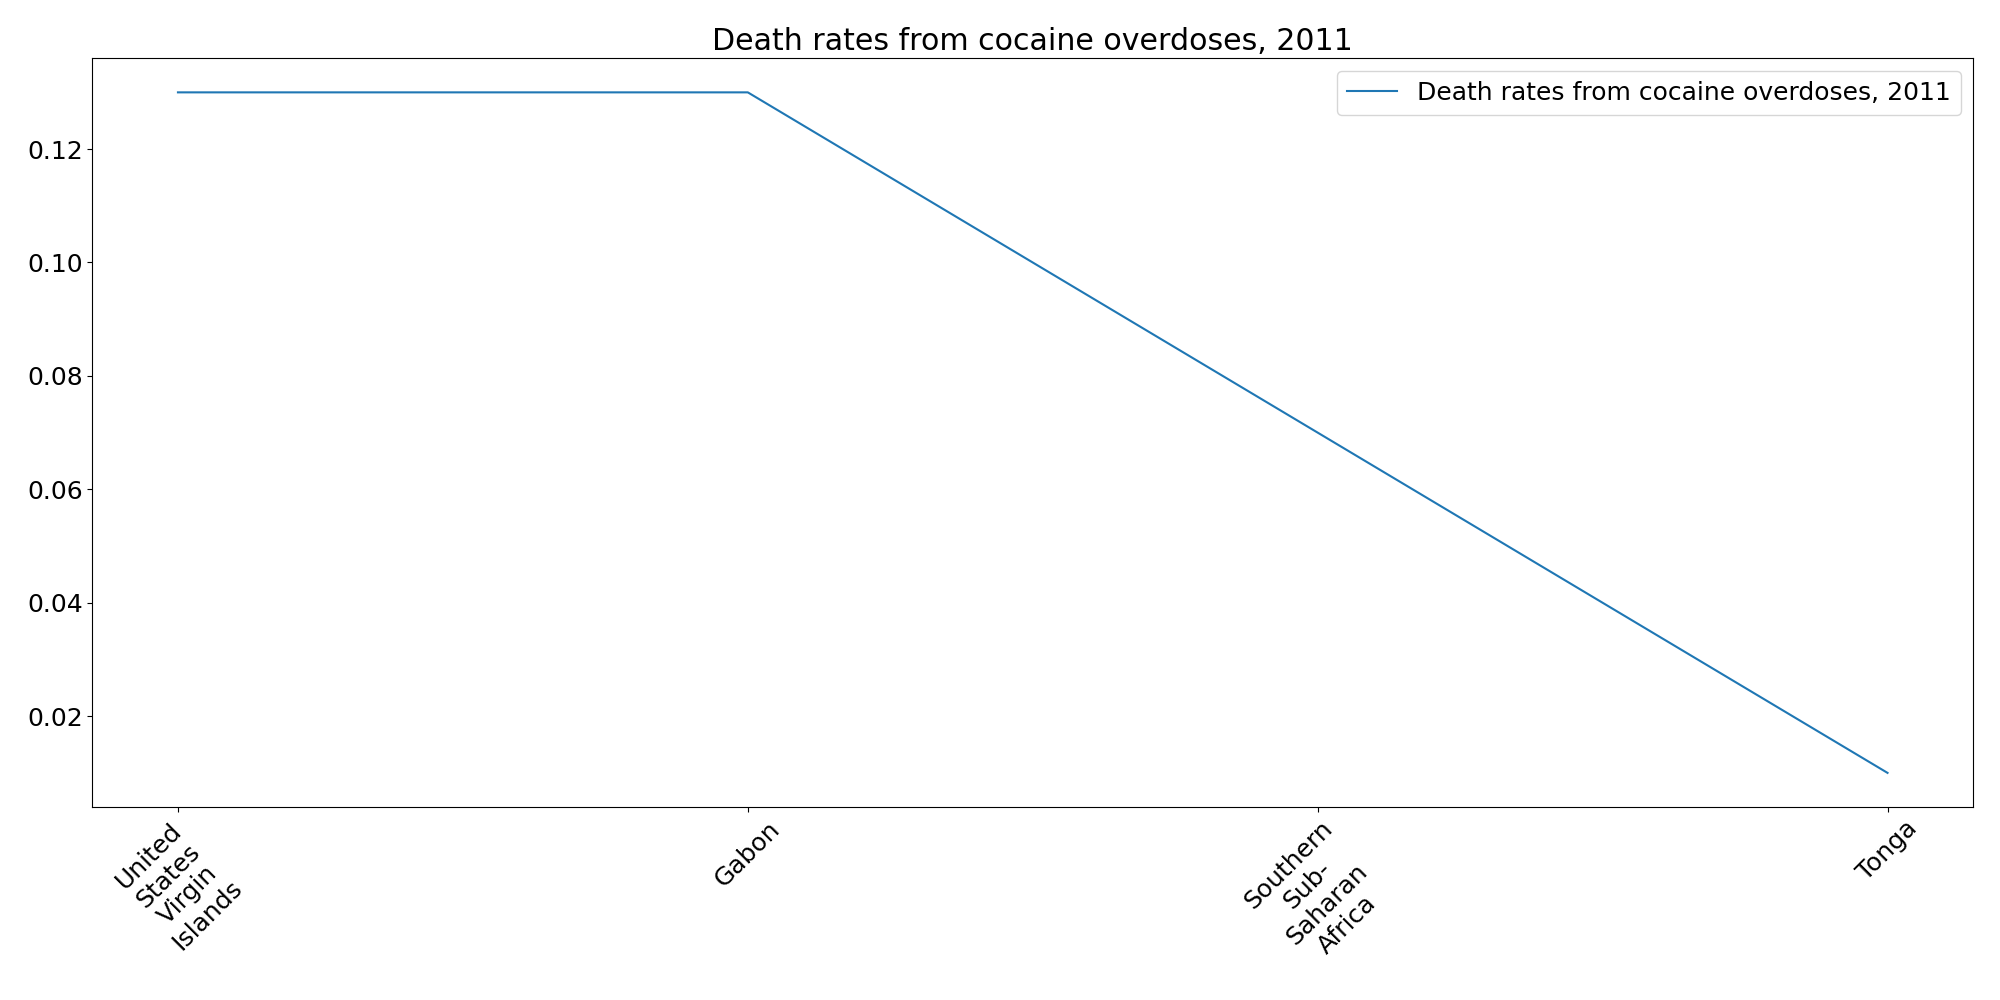 Death rates from cocaine overdoses, 2011
Death rates from cocaine overdoses, 2011
0.12
0.10
0.08
0.06
0.04
0.02
United
States
Virgin
Islands
Gabon
Southern
Sub-
Saharan
Africa
Tonga